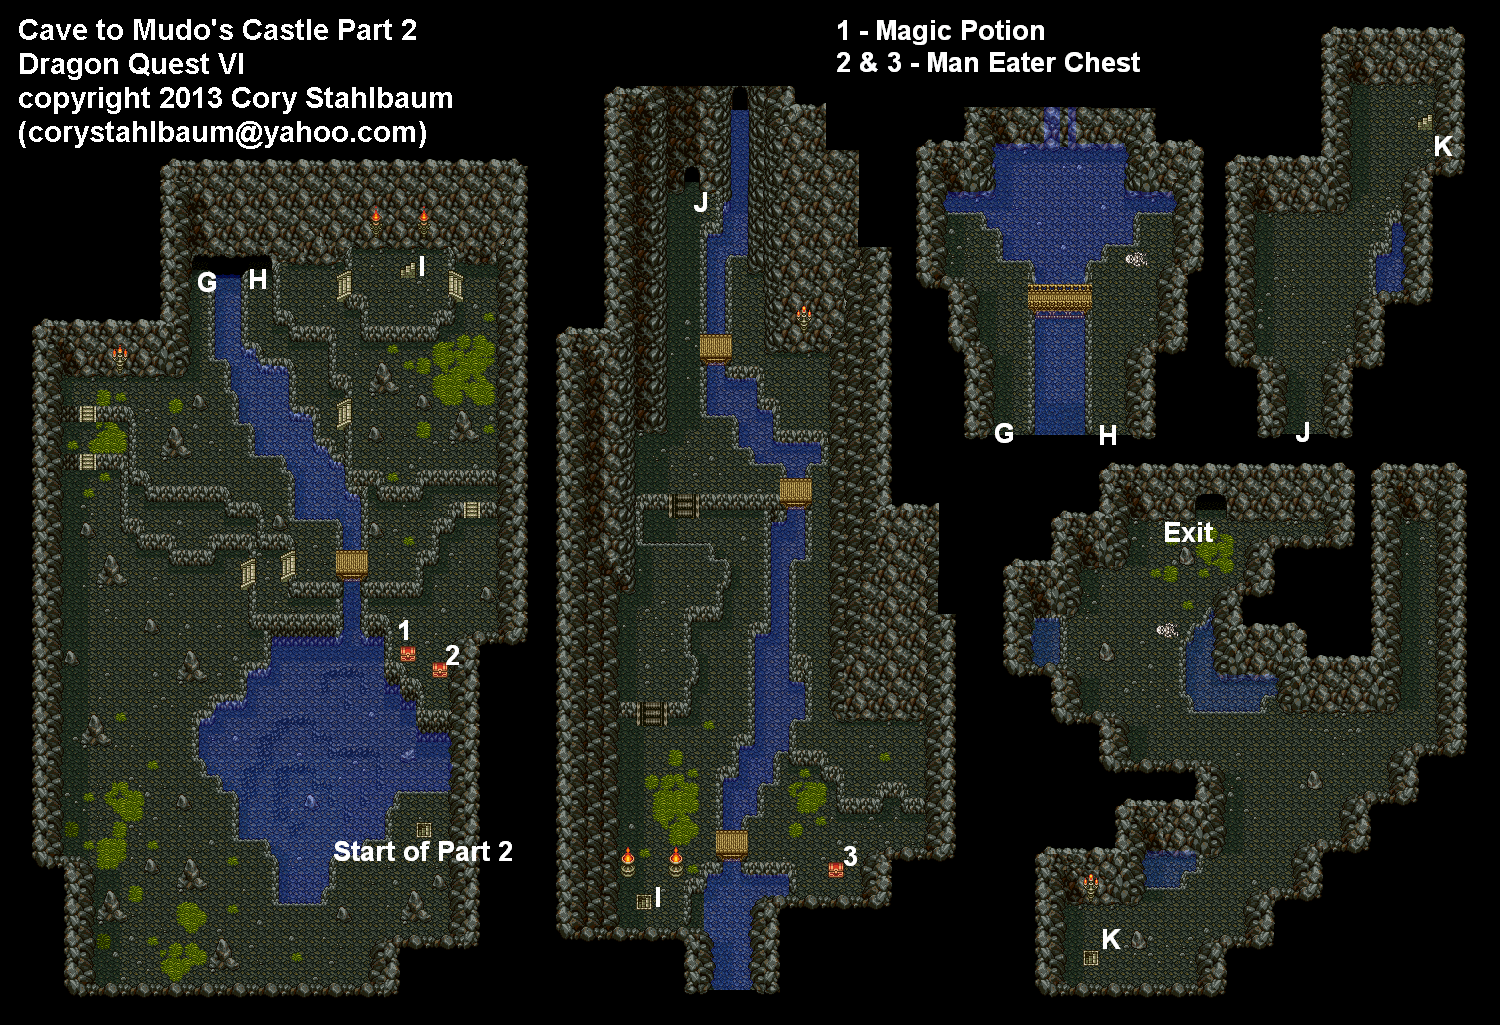 Cave to Mudo's Castle Part 2
Dragon Quest VI
copyright 2013 Cory Stahlbaum
(corystahlbaum@yahoo.com)
1 - Magic Potion
2 & 3 - Man Eater Chest
K
J
G
H
I
G
H
J
Exit
1
2
Start of Part 2
3
I
K